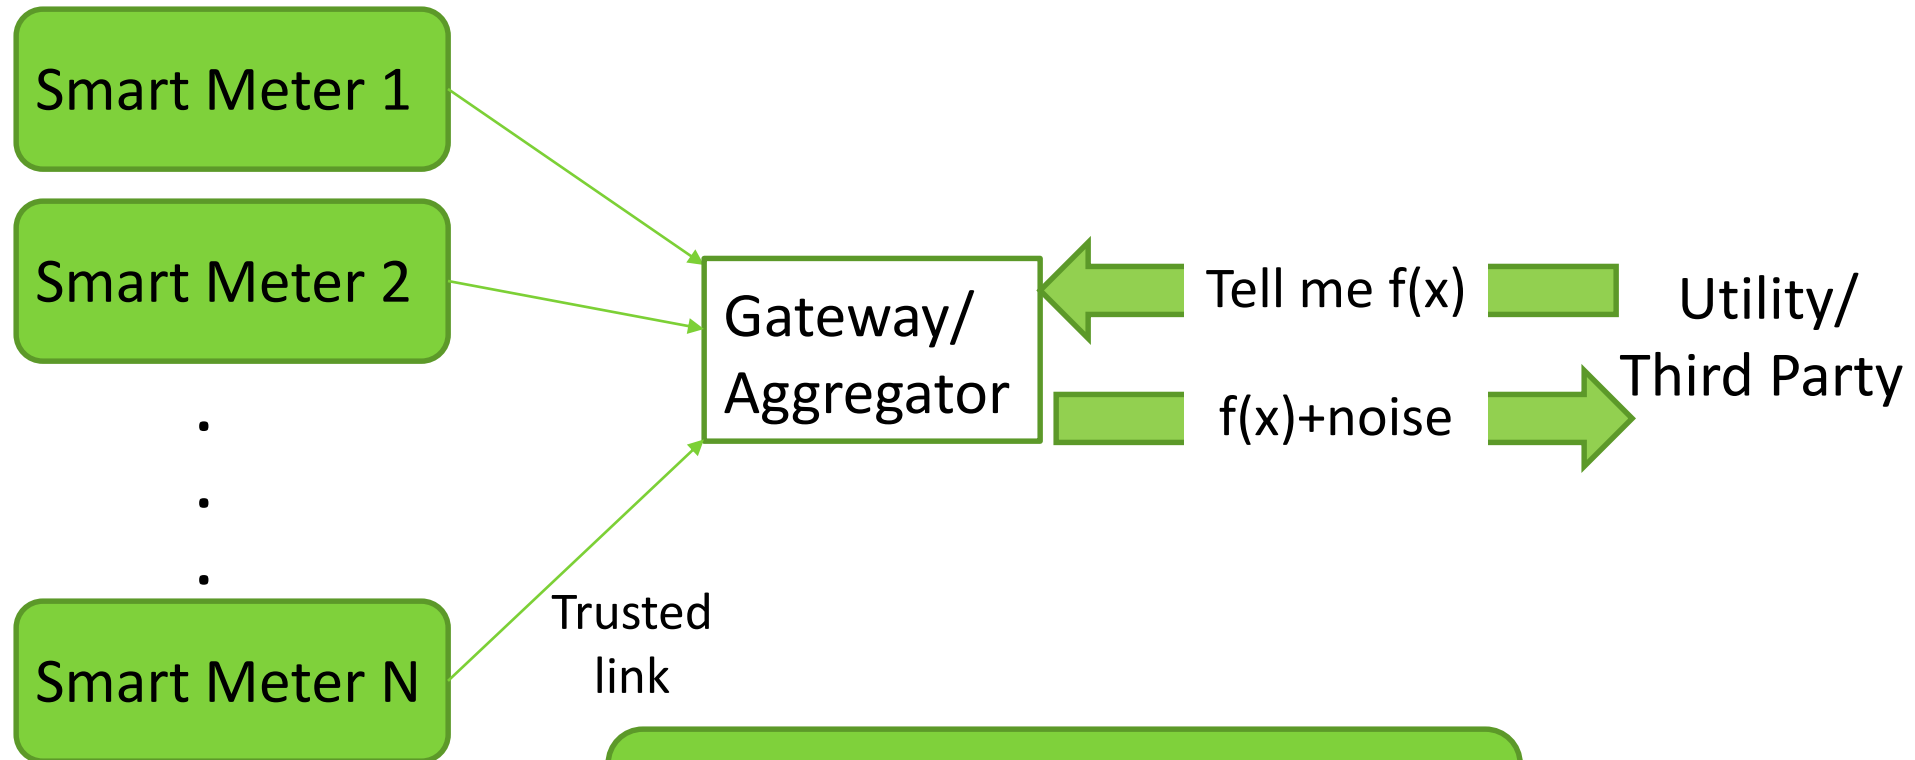 Smart Meter 1
Smart Meter 2
.
.
.
Smart Meter N
Trusted
link
Gateway/
Aggregator
Tell me f(x)
f(x)+noise
Utility/
Third Party